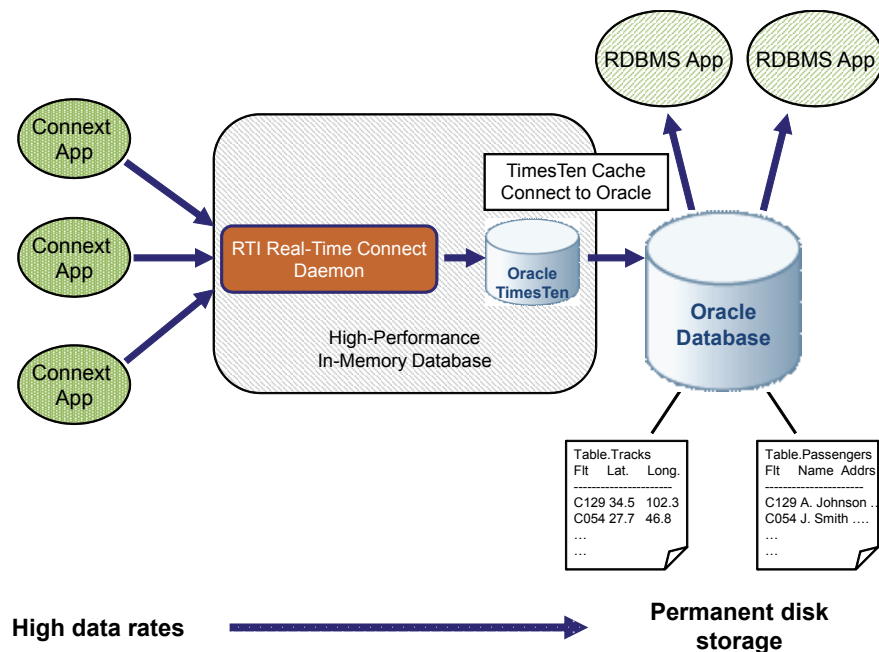 RDBMS App
RDBMS App
Connext
App
Connext
App
Connext
App
TimesTen Cache
Connect to Oracle
RTI Real-Time Connect
Daemon
Oracle
TimesTen
High-Performance
In-Memory Database
Oracle
Database
Table.Tracks
Flt Lat. Long.
-----------------------
C129 34.5 102.3
C054 27.7 46.8
…
…
Table.Passengers
Flt Name Addrs
-----------------------
C129 A. Johnson …
C054 J. Smith ….
…
…
High data rates
Permanent disk
storage